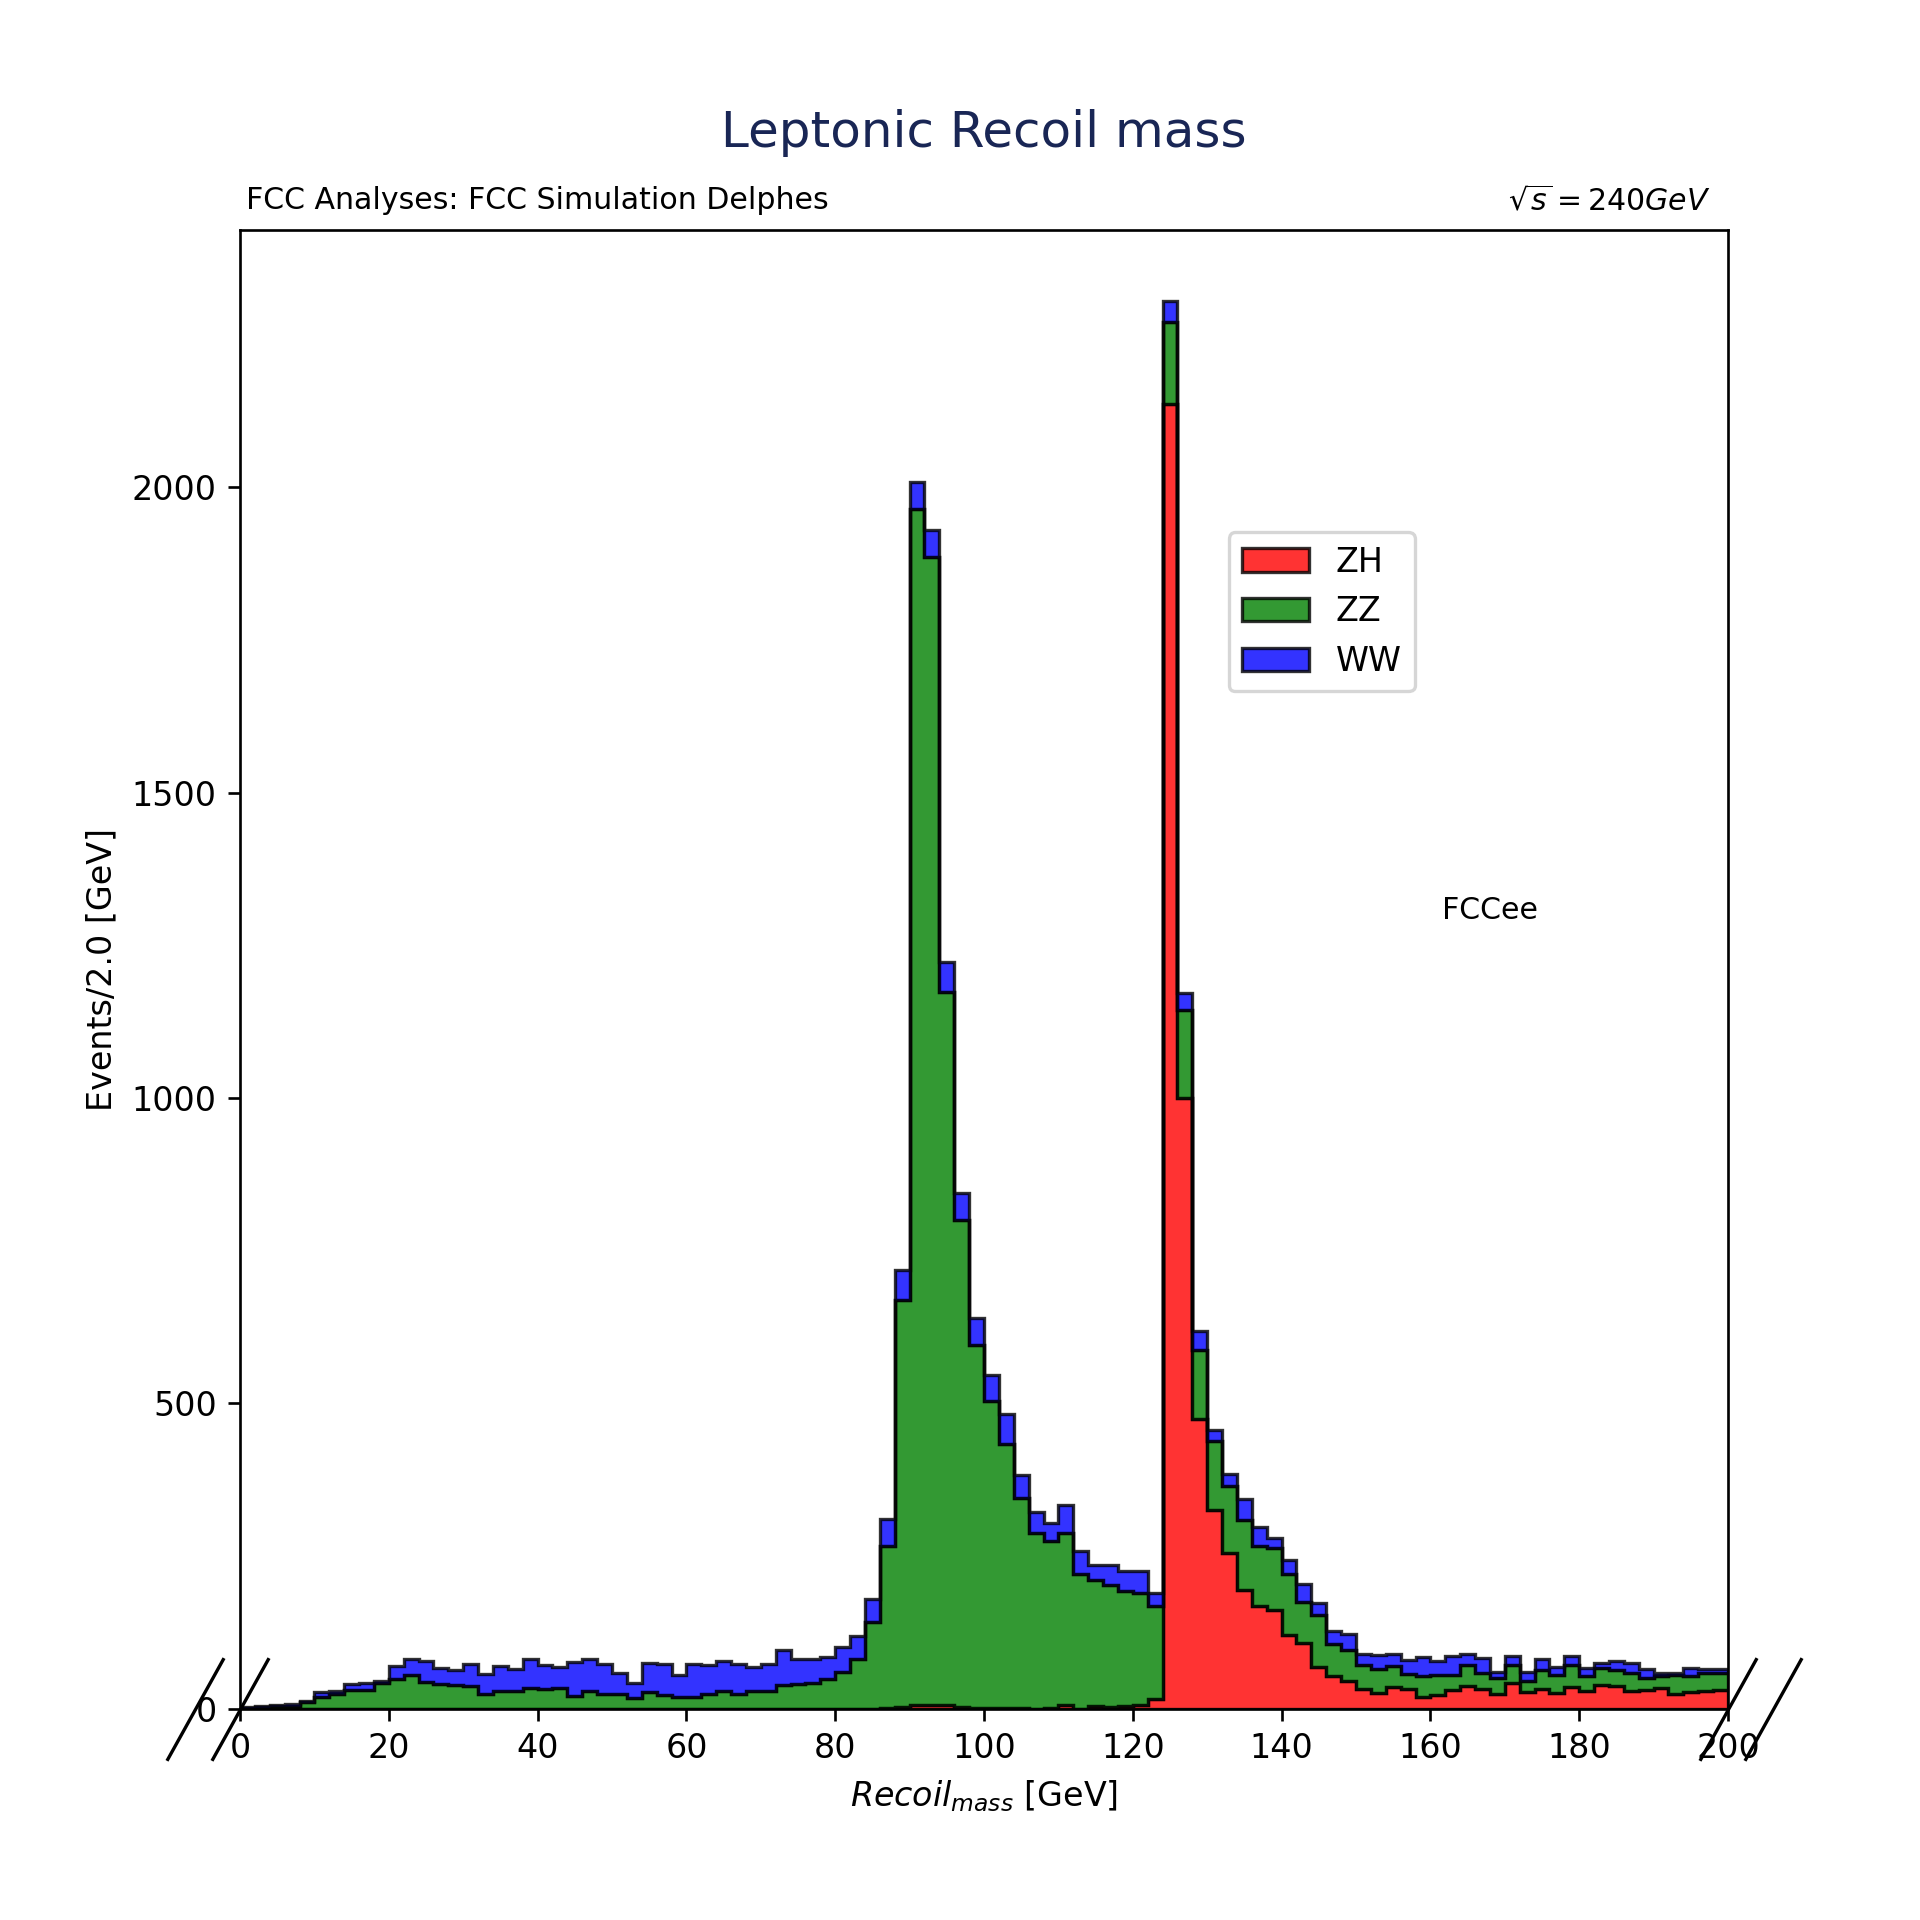 Leptonic Recoil mass
FCC Analyses: FCC Simulation Delphes
√s = 240GeV
2000
1500
1000
500
0
Events/2.0 [GeV]
ZH
ZZ
WW
FCCee
0 20 40 60 80 100 120 140 160 180 200
Recoil_mass [GeV]